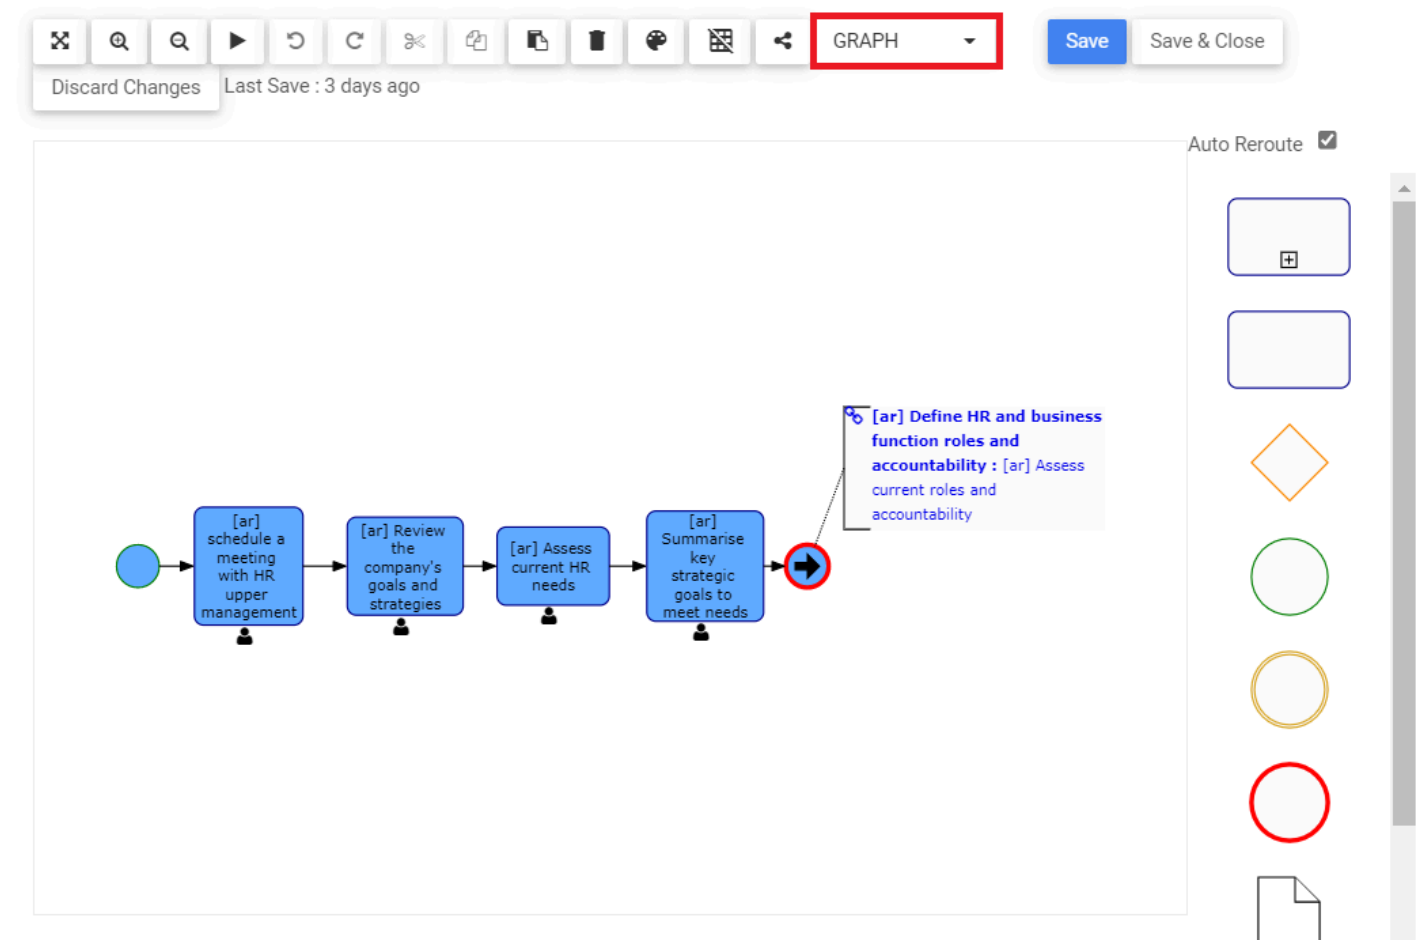 GRAPH
Save
Save & Close
Discard Changes
Last Save : 3 days ago
Auto Reroute
[ar] Define HR and business
function roles and
accountability : [ar] Assess
current roles and
accountability
[ar]
schedule a
meeting
with HR
upper
management
[ar] Review
the
company's
goals and
strategies
[ar] Assess
current HR
needs
[ar]
Summarise
key
strategic
goals to
meet needs